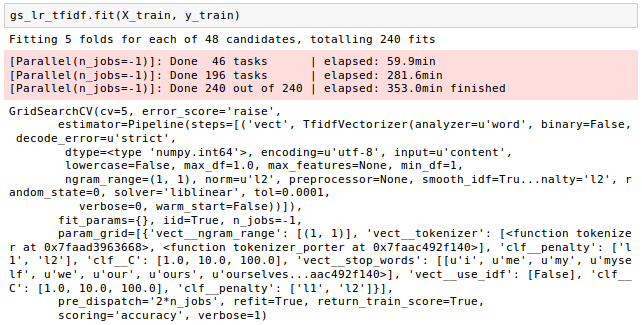 gs_lr_tfidf.fit(X_train, y_train)
Fitting 5 folds for each of 48 candidates, totalling 240 fits
[Parallel(n_jobs=-1)]: Done  46 tasks      | elapsed: 59.9min
[Parallel(n_jobs=-1)]: Done 196 tasks      | elapsed: 281.6min
[Parallel(n_jobs=-1)]: Done 240 out of 240 | elapsed: 353.0min finished
GridSearchCV(cv=5, error_score='raise',
       estimator=Pipeline(steps=[('vect', TfidfVectorizer(analyzer=u'word', binary=False,
 decode_error=u'strict',
        dtype=<type 'numpy.int64'>, encoding=u'utf-8', input=u'content',
        lowercase=False, max_df=1.0, max_features=None, min_df=1,
        ngram_range=(1, 1), norm=u'l2', preprocessor=None, smooth_idf=Tru...nalty='l2', r
andom_state=0, solver='liblinear', tol=0.0001,
          verbose=0, warm_start=False))]),
       fit_params={}, iid=True, n_jobs=-1,
       param_grid=[{'vect__ngram_range': [(1, 1)], 'vect__tokenizer': [<function tokenize
r at 0x7faad3963668>, <function tokenizer_porter at 0x7faac492f140>], 'clf__penalty': ['l
1', 'l2'], 'clf__C': [1.0, 10.0, 100.0], 'vect__stop_words': [[u'i', u'me', u'my', u'myse
lf', u'we', u'our', u'ours', u'ourselves...aac492f140>], 'vect__use_idf': [False], 'clf__
C': [1.0, 10.0, 100.0], 'clf__penalty': ['l1', 'l2']}],
       pre_dispatch='2*n_jobs', refit=True, return_train_score=True,
       scoring='accuracy', verbose=1)